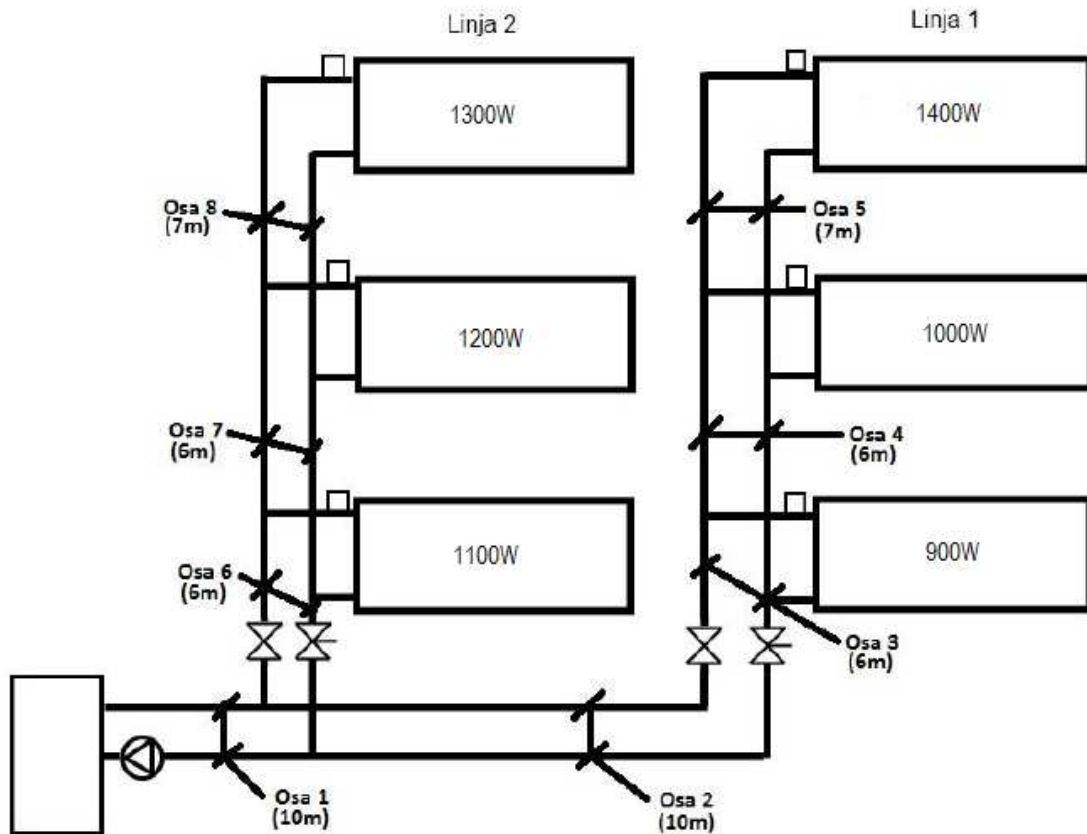 Linja 2
Linja 1
1300W
1400W
Osa 8
(7m)
Osa 5
(7m)
1200W
1000W
Osa 7
(6m)
Osa 4
(6m)
1100W
900W
Osa 6
(6m)
Osa 3
(6m)
Osa 1
(10m)
Osa 2
(10m)